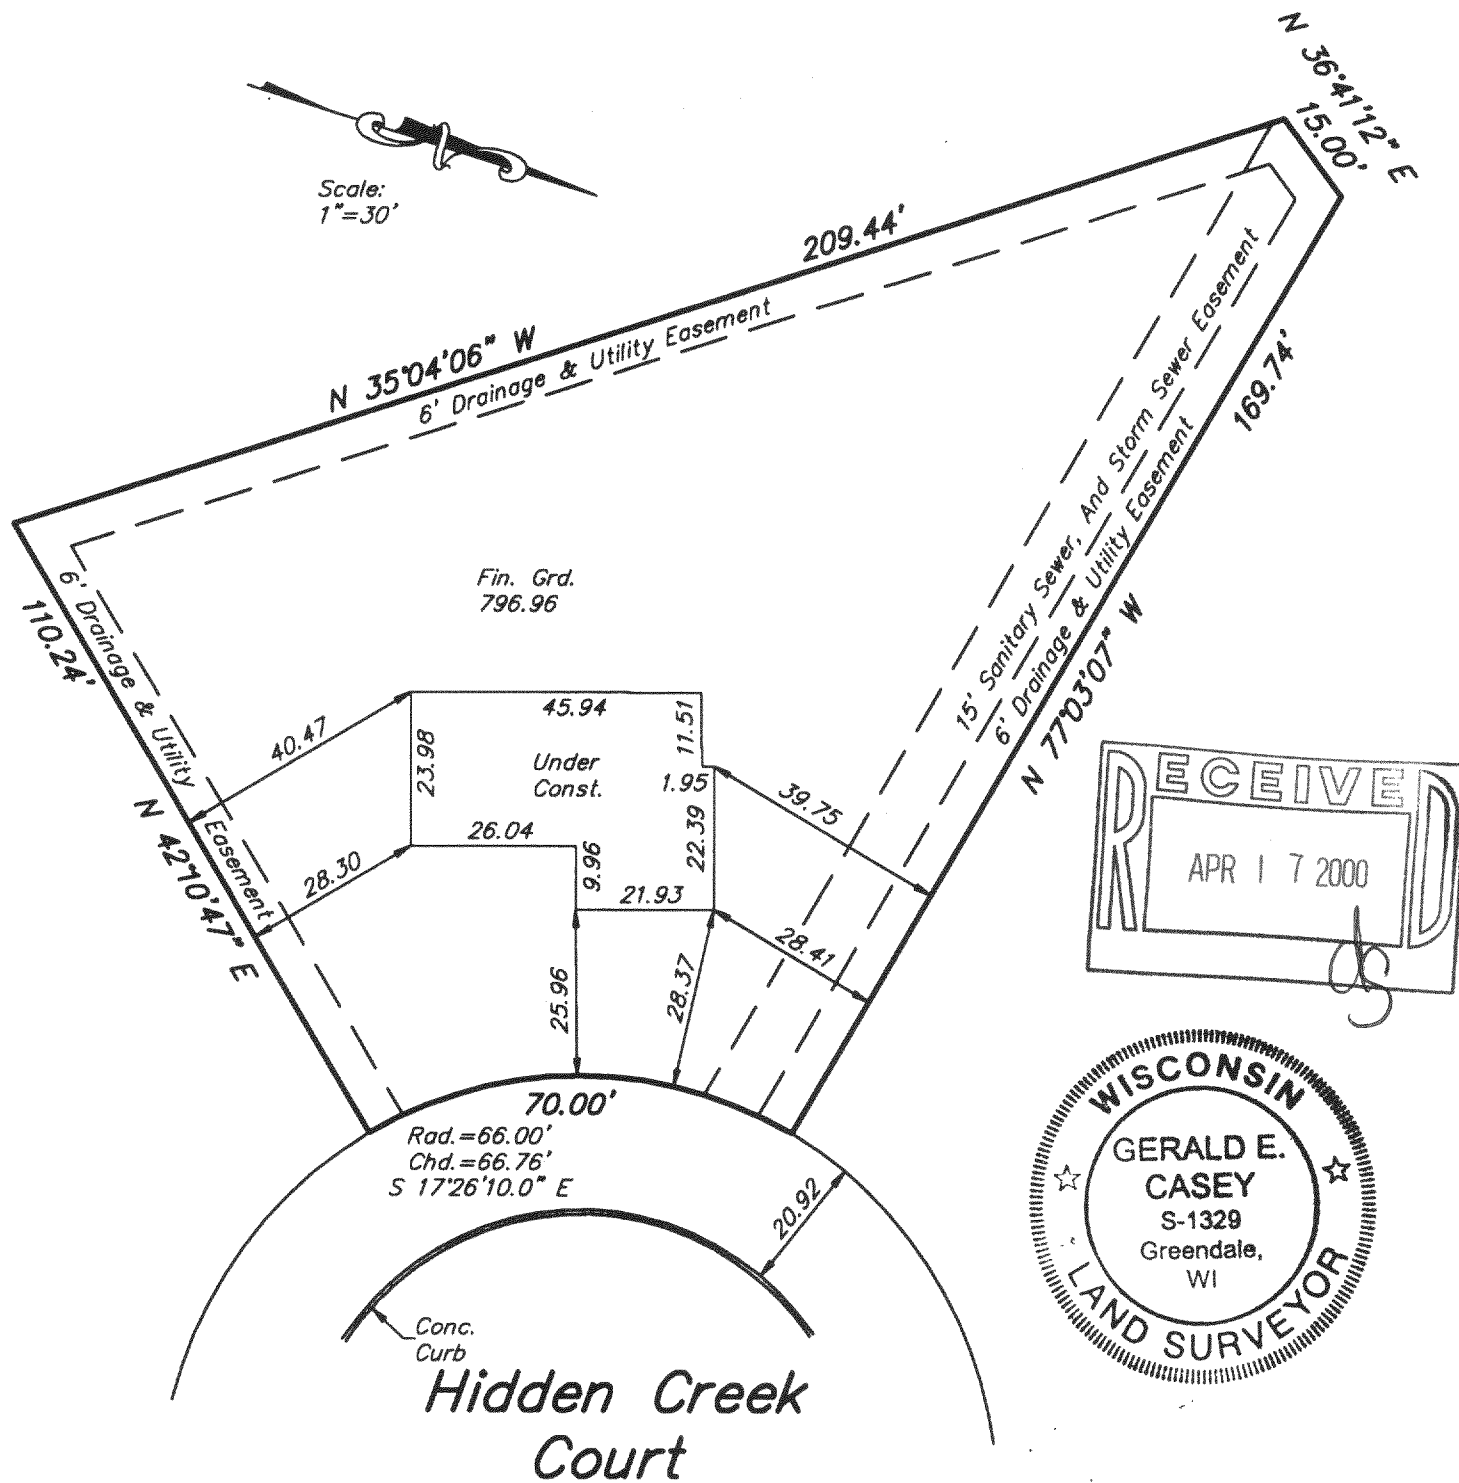 N 36°41'12" E
15.00'
Scale:
1"=30'
209.44'
N 35°04'06" W
6' Drainage & Utility Easement
169.74'
15' Sanitary Sewer, And Storm Sewer Easement
6' Drainage & Utility Easement
N 77°03'07" W
110.24'
6' Drainage & Utility
Easement
N 42°10'47" E
Fin. Grd.
796.96
45.94
11.51
40.47
23.98
Under
Const.
1.95
39.75
26.04
22.39
9.96
28.30
21.93
28.41
25.96
28.37
RECEIVED
APR 17 2000
70.00'
Rad.=66.00'
Chd.=66.76'
S 17°26'10.0" E
20.92
Conc.
Curb
Hidden Creek
Court
WISCONSIN
GERALD E.
CASEY
S-1329
Greendale,
WI
LAND SURVEYOR